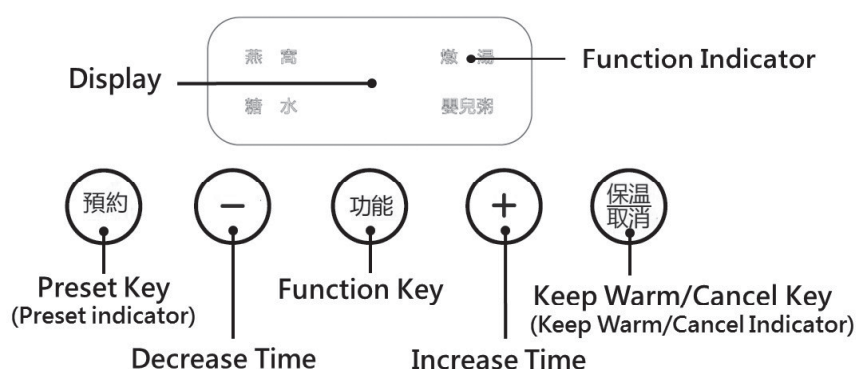 燕 窩
燉 湯
Function Indicator
Display
糖 水
嬰兒粥
預約
−
功能
+
保温
取消
Preset Key
(Preset indicator)
Function Key
Keep Warm/Cancel Key
(Keep Warm/Cancel Indicator)
Decrease Time
Increase Time